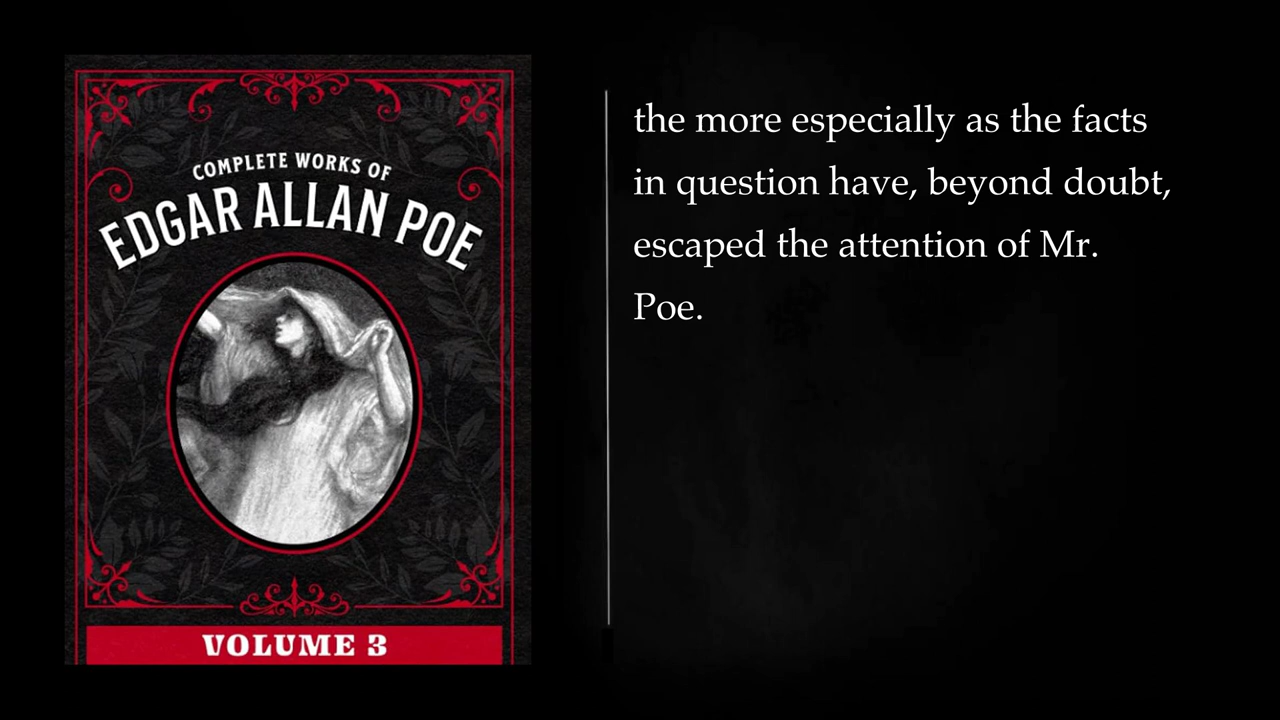 COMPLETE WORKS OF
EDGAR ALLAN POE
VOLUME 3
the more especially as the facts
in question have, beyond doubt,
escaped the attention of Mr.
Poe.